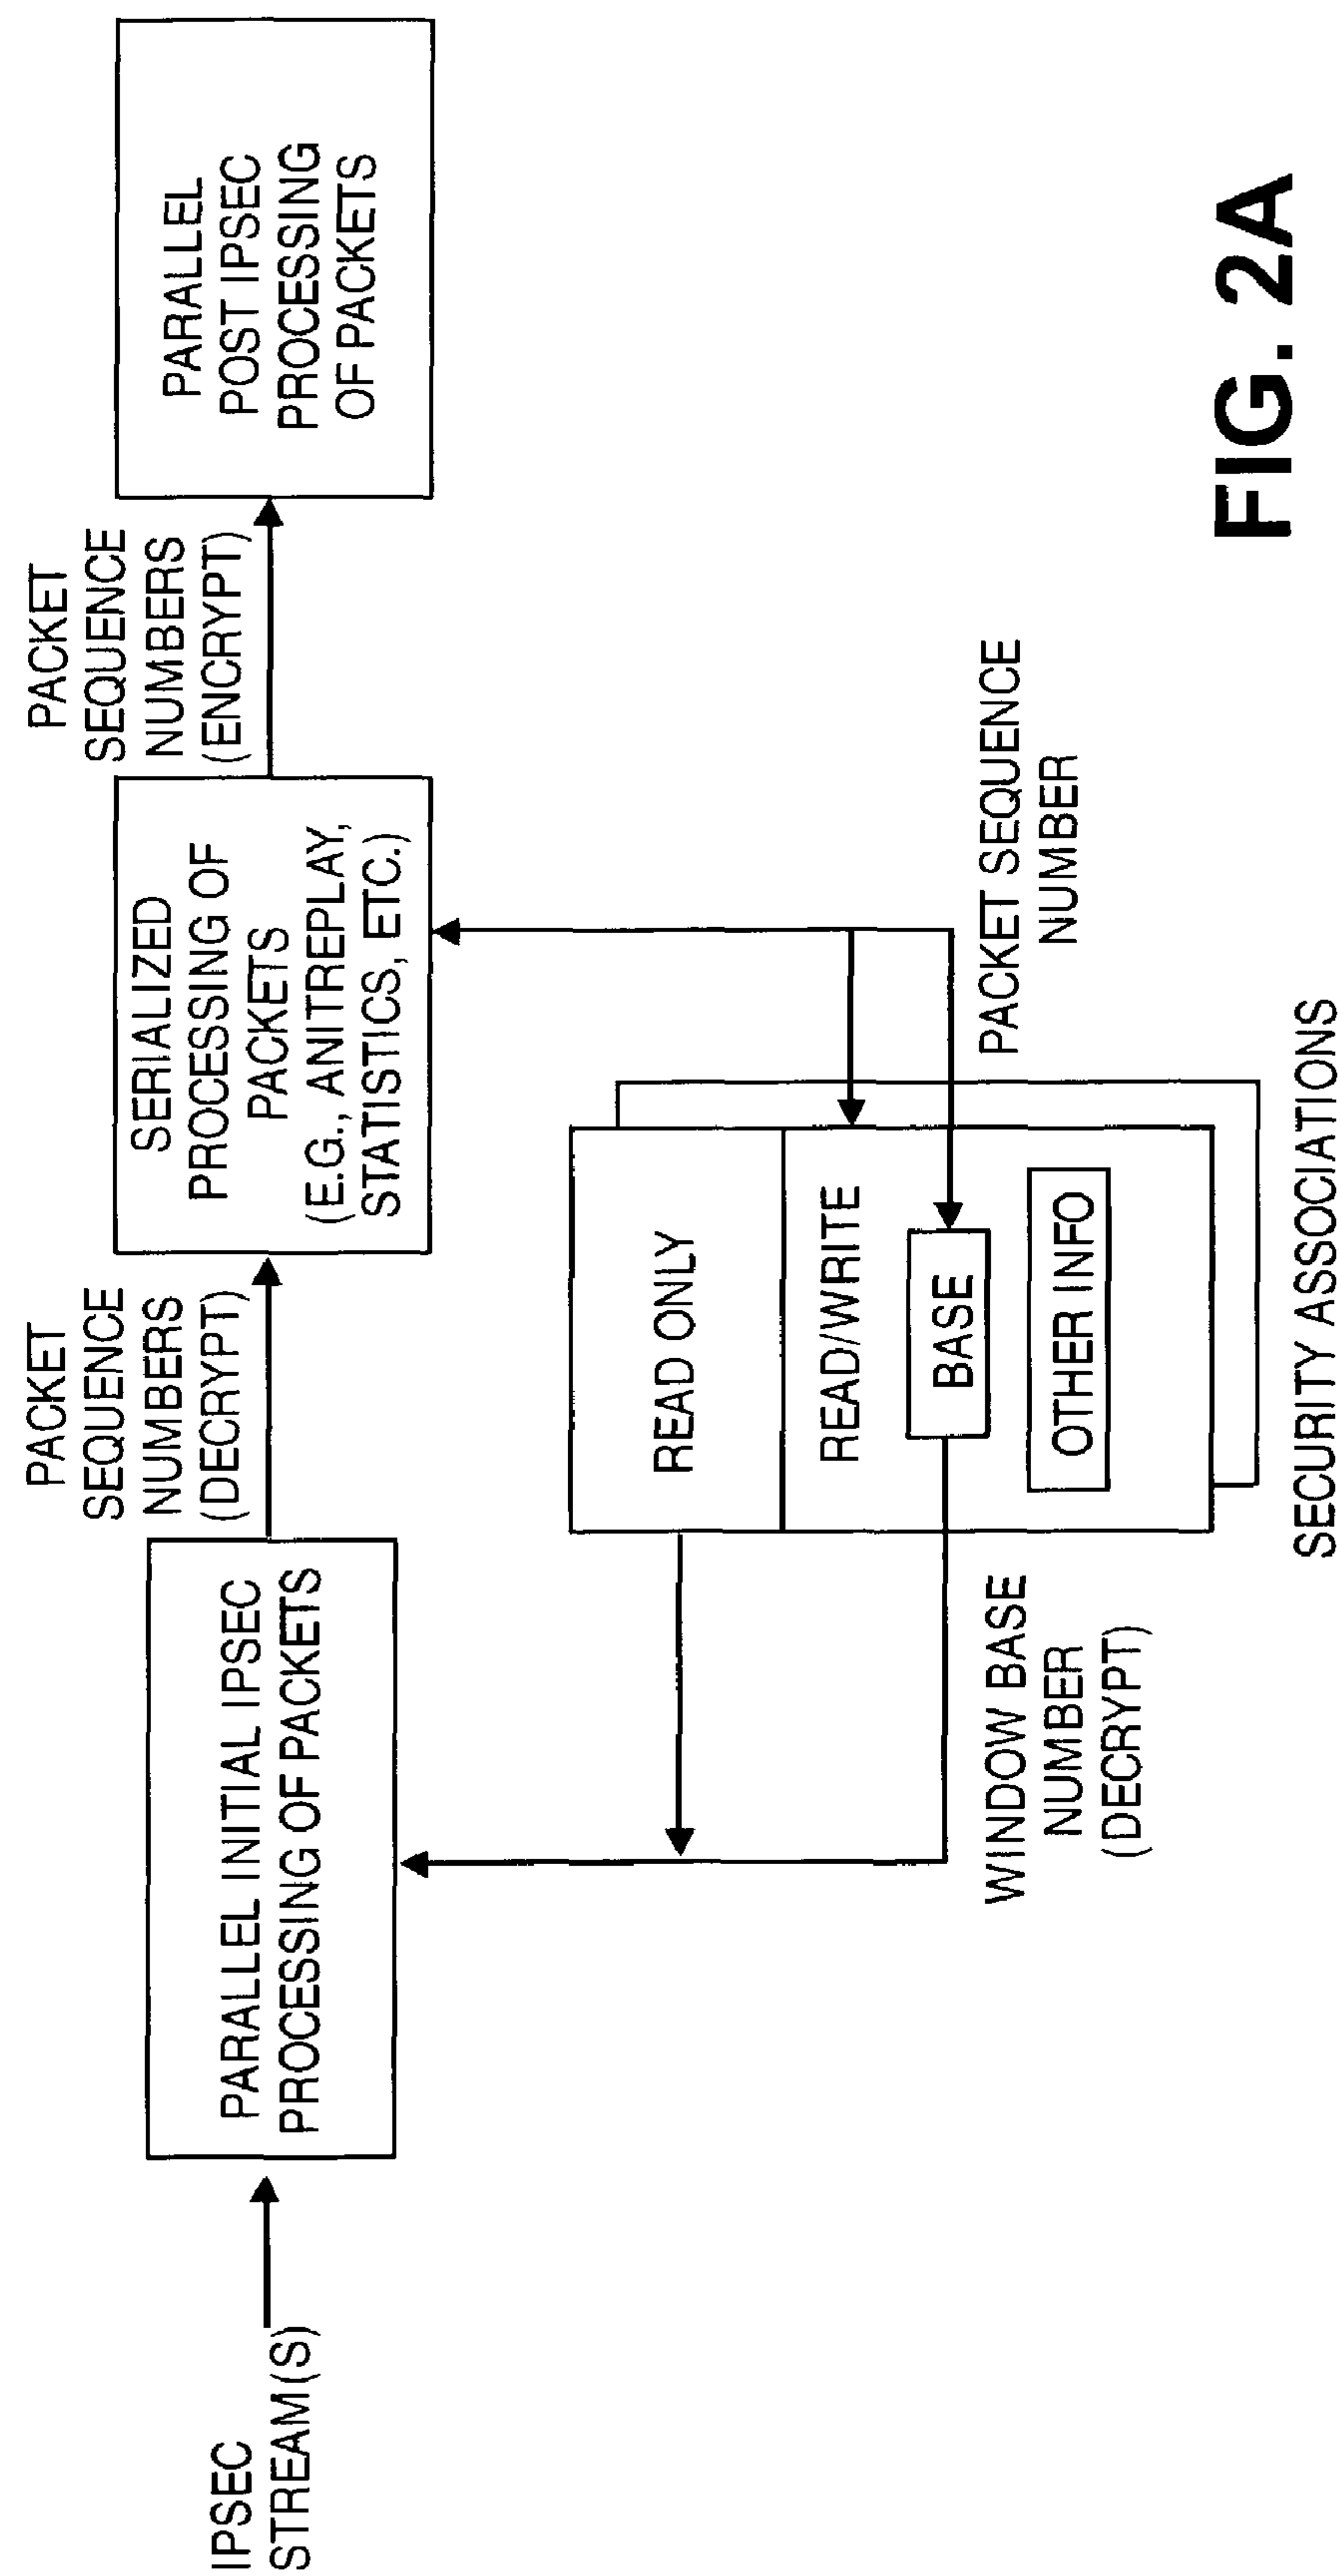 IPSEC
STREAM(S)
PARALLEL INITIAL IPSEC
PROCESSING OF PACKETS
PACKET
SEQUENCE
NUMBERS
(DECRYPT)
SERIALIZED
PROCESSING OF
PACKETS
(E.G., ANITREPLAY,
STATISTICS, ETC.)
PACKET
SEQUENCE
NUMBERS
(ENCRYPT)
PARALLEL
POST IPSEC
PROCESSING
OF PACKETS
WINDOW BASE
NUMBER
(DECRYPT)
READ ONLY
READ/WRITE
BASE
OTHER INFO
PACKET SEQUENCE
NUMBER
SECURITY ASSOCIATIONS
FIG. 2A